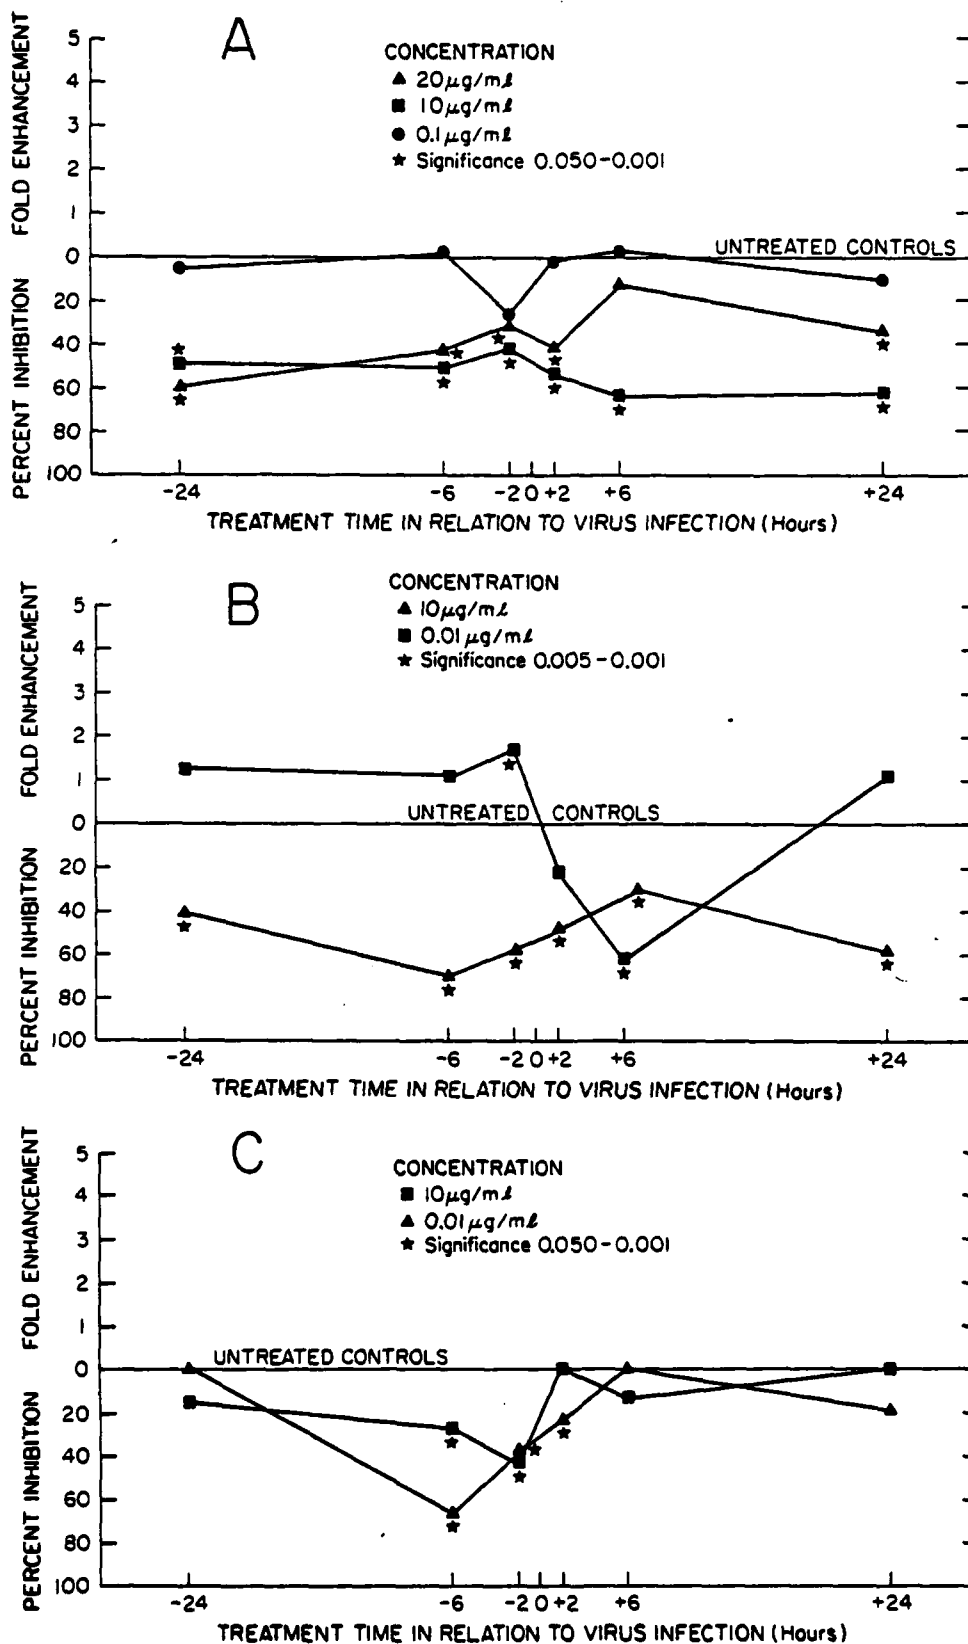 A
FOLD ENHANCEMENT
PERCENT INHIBITION
5
4
3
2
1
0
20
40
60
80
100
CONCENTRATION
20μg/ml
10μg/ml
0.1μg/ml
Significance 0.050-0.001
UNTREATED CONTROLS
-24 -6 -2 0 +2 +6 +24
TREATMENT TIME IN RELATION TO VIRUS INFECTION (Hours)
B
FOLD ENHANCEMENT
PERCENT INHIBITION
5
4
3
2
1
0
20
40
60
80
100
CONCENTRATION
10μg/ml
0.01μg/ml
Significance 0.005-0.001
UNTREATED CONTROLS
-24 -6 -2 0 +2 +6 +24
TREATMENT TIME IN RELATION TO VIRUS INFECTION (Hours)
C
FOLD ENHANCEMENT
PERCENT INHIBITION
5
4
3
2
1
0
20
40
60
80
100
CONCENTRATION
10μg/ml
0.01μg/ml
Significance 0.050-0.001
UNTREATED CONTROLS
-24 -6 -2 0 +2 +6 +24
TREATMENT TIME IN RELATION TO VIRUS INFECTION (Hours)